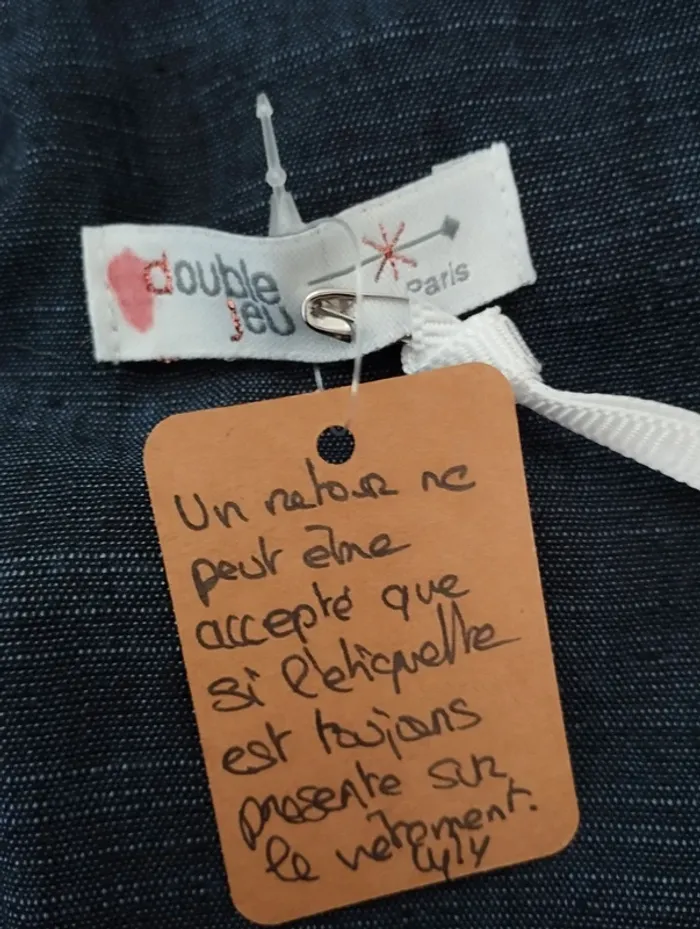 double
jeu
Paris
Un retour ne
peut être
accepté que
si l'étiquette
est toujours
présente sur
le vêtement.
Lyly